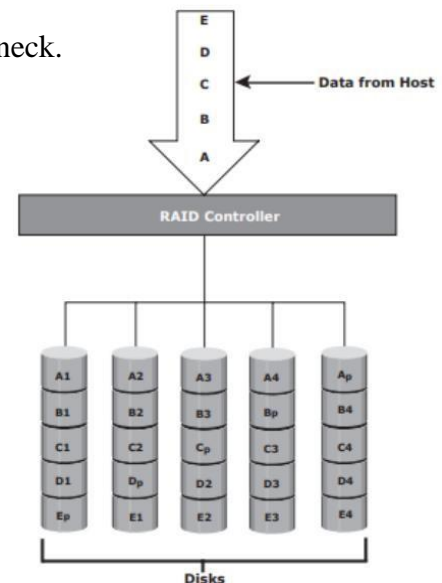 neck.
E
D
C
B
A
Data from Host
RAID Controller
A1 A2 A3 A4 Ap
B1 B2 B3 Bp B4
C1 C2 Cp C3 C4
D1 Dp D2 D3 D4
Ep E1 E2 E3 E4
Disks